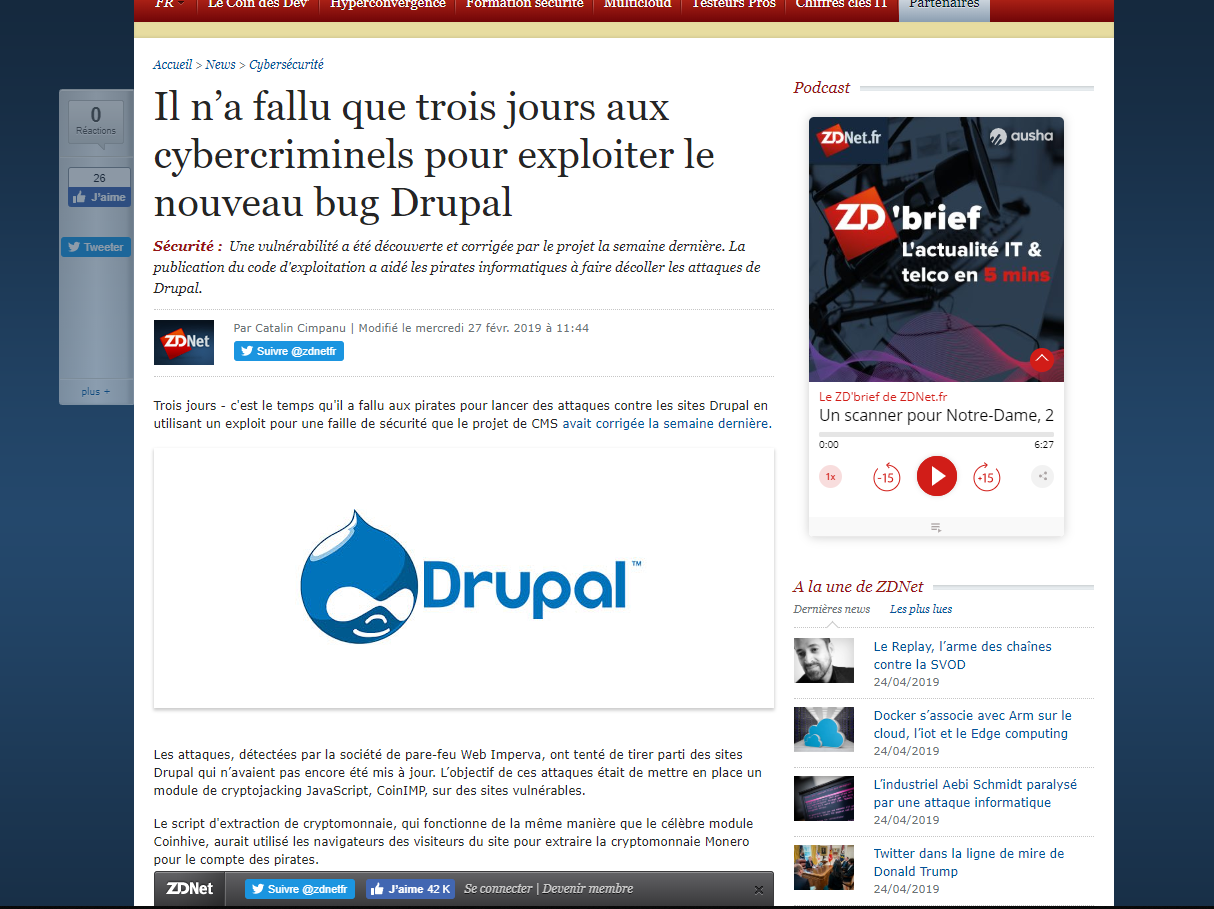 FR
Le Coin des Dev'
Hyperconvergence
Formation sécurité
Multicloud
Testeurs Pros
Chiffres clés IT
Partenaires
Accueil > News > Cybersécurité
Il n’a fallu que trois jours aux
cybercriminels pour exploiter le
nouveau bug Drupal
Sécurité : Une vulnérabilité a été découverte et corrigée par le projet la semaine dernière. La
publication du code d'exploitation a aidé les pirates informatiques à faire décoller les attaques de
Drupal.
0
Réactions
26
J'aime
Tweeter
plus +
ZDNet
Par Catalin Cimpanu | Modifié le mercredi 27 févr. 2019 à 11:44
Suivre @zdnetfr
Trois jours - c'est le temps qu'il a fallu aux pirates pour lancer des attaques contre les sites Drupal en
utilisant un exploit pour une faille de sécurité que le projet de CMS avait corrigée la semaine dernière.
Drupal™
Les attaques, détectées par la société de pare-feu Web Imperva, ont tenté de tirer parti des sites
Drupal qui n’avaient pas encore été mis à jour. L’objectif de ces attaques était de mettre en place un
module de cryptojacking JavaScript, CoinIMP, sur des sites vulnérables.
Le script d'extraction de cryptomonnaie, qui fonctionne de la même manière que le célèbre module
Coinhive, aurait utilisé les navigateurs des visiteurs du site pour extraire la cryptomonnaie Monero
pour le compte des pirates.
ZDNet
Suivre @zdnetfr
J'aime 42 K
Se connecter | Devenir membre
Podcast
ZDNet.fr
ausha
ZD'brief
L'actualité IT &
telco en 5 mins
Le ZD'brief de ZDNet.fr
Un scanner pour Notre-Dame, 2
0:00
6:27
1x
-15
+15
A la une de ZDNet
Dernières news
Les plus lues
Le Replay, l’arme des chaînes
contre la SVOD
24/04/2019
Docker s’associe avec Arm sur le
cloud, l’iot et le Edge computing
24/04/2019
L’industriel Aebi Schmidt paralysé
par une attaque informatique
24/04/2019
Twitter dans la ligne de mire de
Donald Trump
24/04/2019